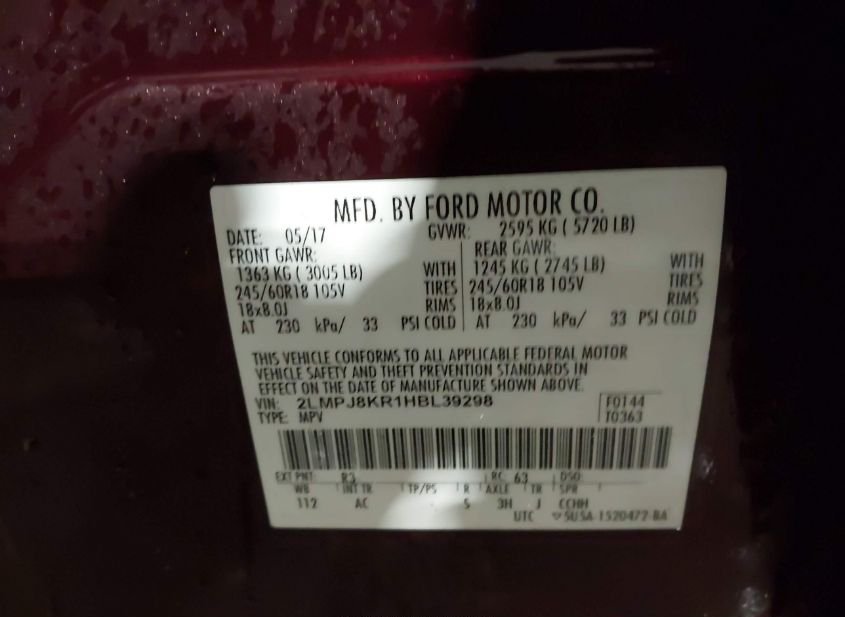 MFD. BY FORD MOTOR CO.
DATE: 05/17 GVWR: 2595 KG ( 5720 LB)
FRONT GAWR: REAR GAWR:
1363 KG ( 3005 LB) WITH 1245 KG ( 2745 LB) WITH
245/60R18 105V TIRES 245/60R18 105V TIRES
18x8.0J RIMS 18x8.0J RIMS
AT 230 kPa/ 33 PSI COLD AT 230 kPa/ 33 PSI COLD
THIS VEHICLE CONFORMS TO ALL APPLICABLE FEDERAL MOTOR
VEHICLE SAFETY AND THEFT PREVENTION STANDARDS IN
EFFECT ON THE DATE OF MANUFACTURE SHOWN ABOVE.
VIN: 2LMPJ8KR1HBL39298 F0144
TYPE: MPV T0363
EXT PNT: R3 RC: 63 DSO:
WB INT TR TP/PS R AXLE TR SPR
112 AC 5 3H J CCHH
UTC 5U5A-1520472-BA